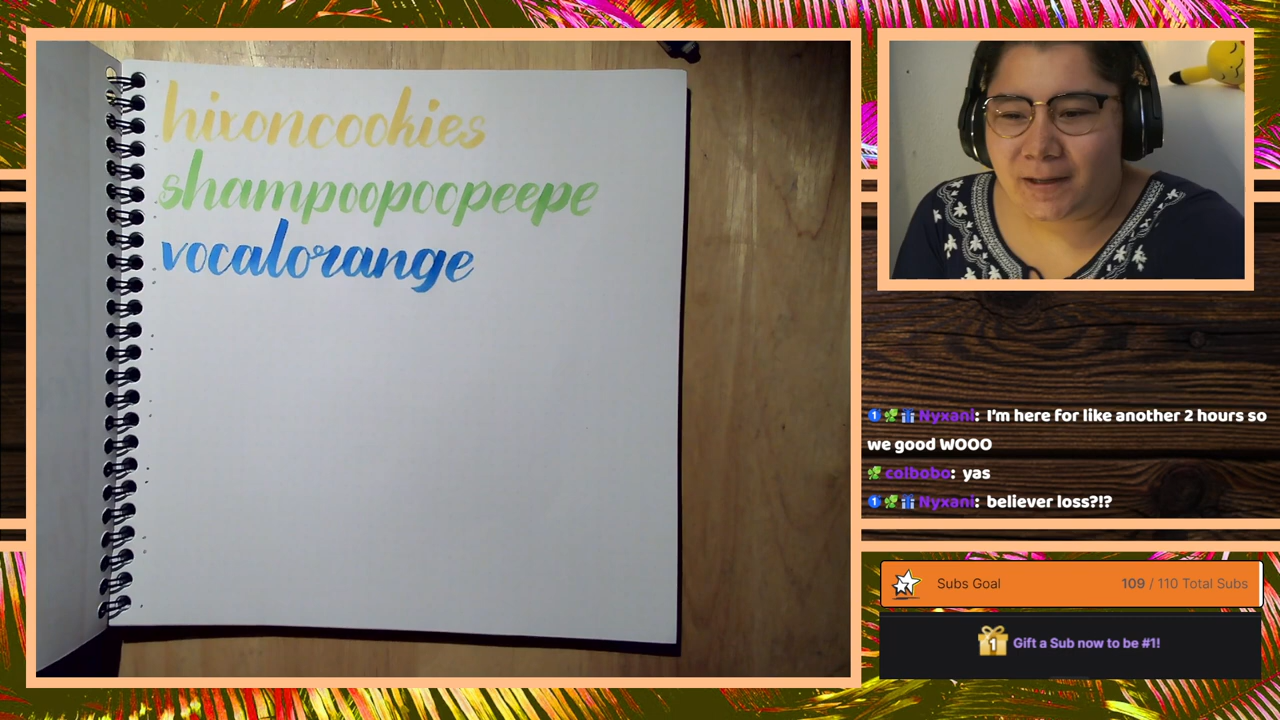 hixoncookies
shampoopoopeepe
vocalorange
Nyxani: I'm here for like another 2 hours so
we good WOOO
colbobo: yas
Nyxani: believer loss?!?
Subs Goal
109 / 110 Total Subs
1 Gift a Sub now to be #1!